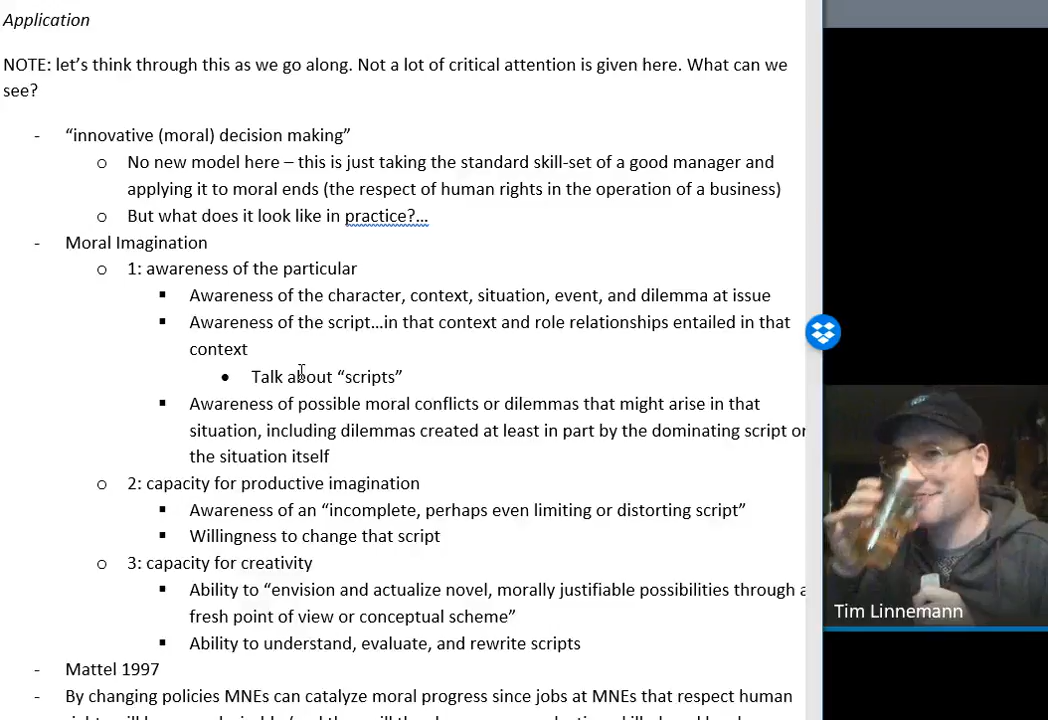 Application
NOTE: let's think through this as we go along. Not a lot of critical attention is given here. What can we
see?
- “innovative (moral) decision making”
o No new model here – this is just taking the standard skill-set of a good manager and
applying it to moral ends (the respect of human rights in the operation of a business)
o But what does it look like in practice?...
- Moral Imagination
o 1: awareness of the particular
▪ Awareness of the character, context, situation, event, and dilemma at issue
▪ Awareness of the script...in that context and role relationships entailed in that
context
• Talk about “scripts”
▪ Awareness of possible moral conflicts or dilemmas that might arise in that
situation, including dilemmas created at least in part by the dominating script or
the situation itself
o 2: capacity for productive imagination
▪ Awareness of an “incomplete, perhaps even limiting or distorting script”
▪ Willingness to change that script
o 3: capacity for creativity
▪ Ability to “envision and actualize novel, morally justifiable possibilities through a
fresh point of view or conceptual scheme”
Tim Linnemann
▪ Ability to understand, evaluate, and rewrite scripts
- Mattel 1997
- By changing policies MNEs can catalyze moral progress since jobs at MNEs that respect human